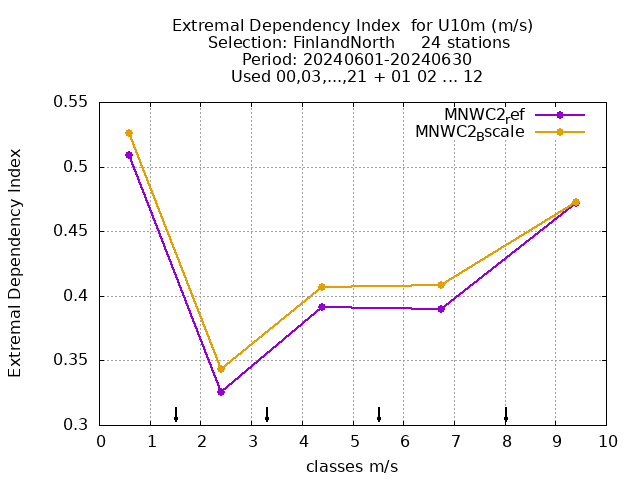 Extremal Dependency Index  for U10m (m/s)
Selection: FinlandNorth     24 stations
Period: 20240601-20240630
Used 00,03,...,21 + 01 02 ... 12
MNWC2ref
MNWC2Bscale
0.55
0.5
0.45
0.4
0.35
0.3
Extremal Dependency Index
0 1 2 3 4 5 6 7 8 9 10
classes m/s